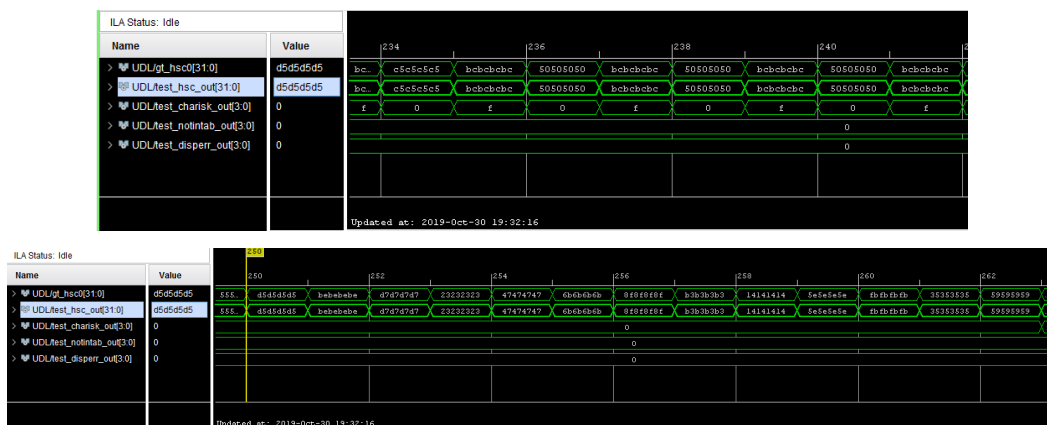 ILA Status: Idle
Name Value 234 236 238 240 2
UDL/gt_hsc0[31:0] d5d5d5d5 bc... c5c5c5c5 bcbcbcbc 50505050 bcbcbcbc 50505050 bcbcbcbc 50505050 bcbcbcbc
UDL/test_hsc_out[31:0] d5d5d5d5 bc... c5c5c5c5 bcbcbcbc 50505050 bcbcbcbc 50505050 bcbcbcbc 50505050 bcbcbcbc
UDL/test_charisk_out[3:0] 0 f 0 f 0 f 0 f 0 f
UDL/test_notintab_out[3:0] 0 0
UDL/test_disperr_out[3:0] 0 0
Updated at: 2019-Oct-30 19:32:16
ILA Status: Idle
250
Name Value 250 252 254 256 258 260 262
UDL/gt_hsc0[31:0] d5d5d5d5 555... d5d5d5d5 bebebebe d7d7d7d7 23232323 47474747 6b6b6b6b 8f8f8f8f b3b3b3b3 14141414 5e5e5e5e fbfbfbfb 35353535 59595959
UDL/test_hsc_out[31:0] d5d5d5d5 555... d5d5d5d5 bebebebe d7d7d7d7 23232323 47474747 6b6b6b6b 8f8f8f8f b3b3b3b3 14141414 5e5e5e5e fbfbfbfb 35353535 59595959
UDL/test_charisk_out[3:0] 0 0
UDL/test_notintab_out[3:0] 0 0
UDL/test_disperr_out[3:0] 0 0
Updated at: 2019-Oct-30 19:32:16